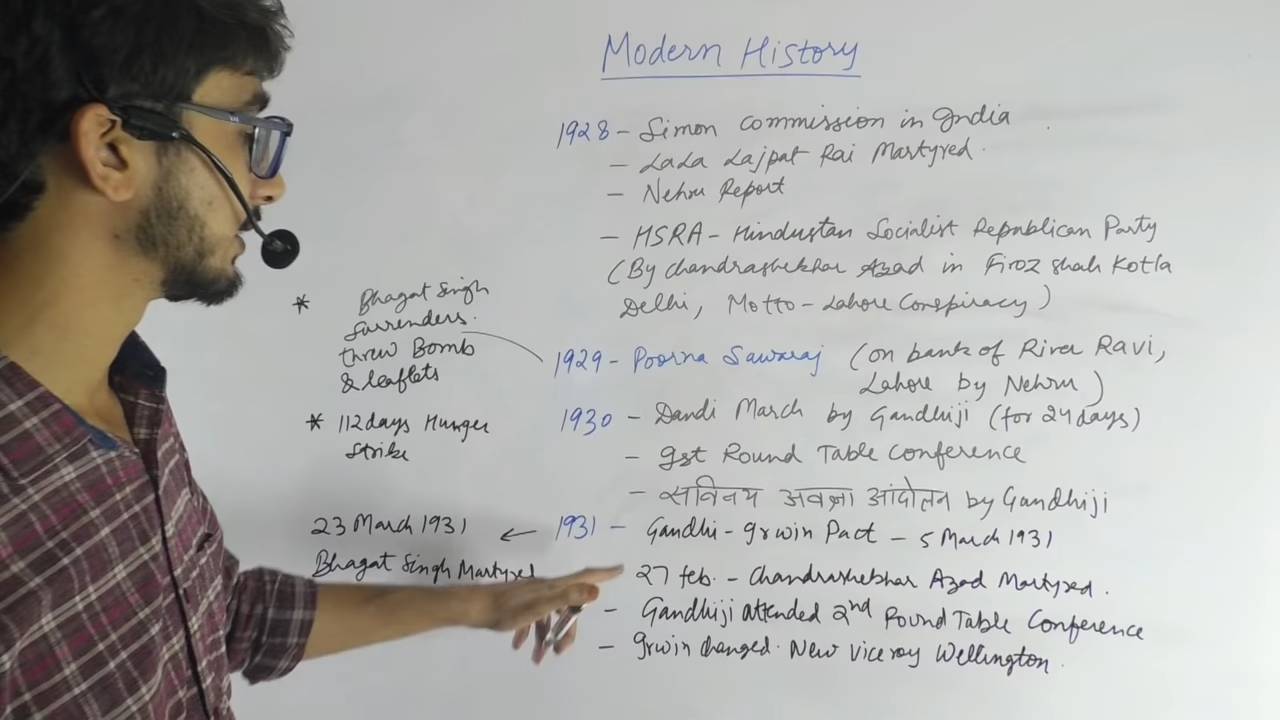 Modern History
1928 - Simon Commission in India
- LaLa Lajpat Rai Martyred
- Nehru Report
- HSRA - Hindustan Socialist Republican Party
(By Chandrashekhar Azad in Firoz shah Kotla
Delhi, Motto - Lahore Conspiracy)
* Bhagat Singh
Surrenders.
threw Bomb
& leaflets
1929 - Poorna Sawaraj (on bank of River Ravi,
Lahore by Nehru)
* 112 days Hunger
Strike
1930 - Dandi March by Gandhiji (for 24 days)
- Ist Round Table Conference
- सविनय अवज्ञा आंदोलन by Gandhiji
1931 - Gandhi - Irwin Pact - 5 March 1931
23 March 1931
Bhagat Singh Martyred
27 feb. - Chandrashekhar Azad Martyred.
- Gandhiji attended 2nd Round Table Conference
- Irwin changed. New Viceroy Wellington.